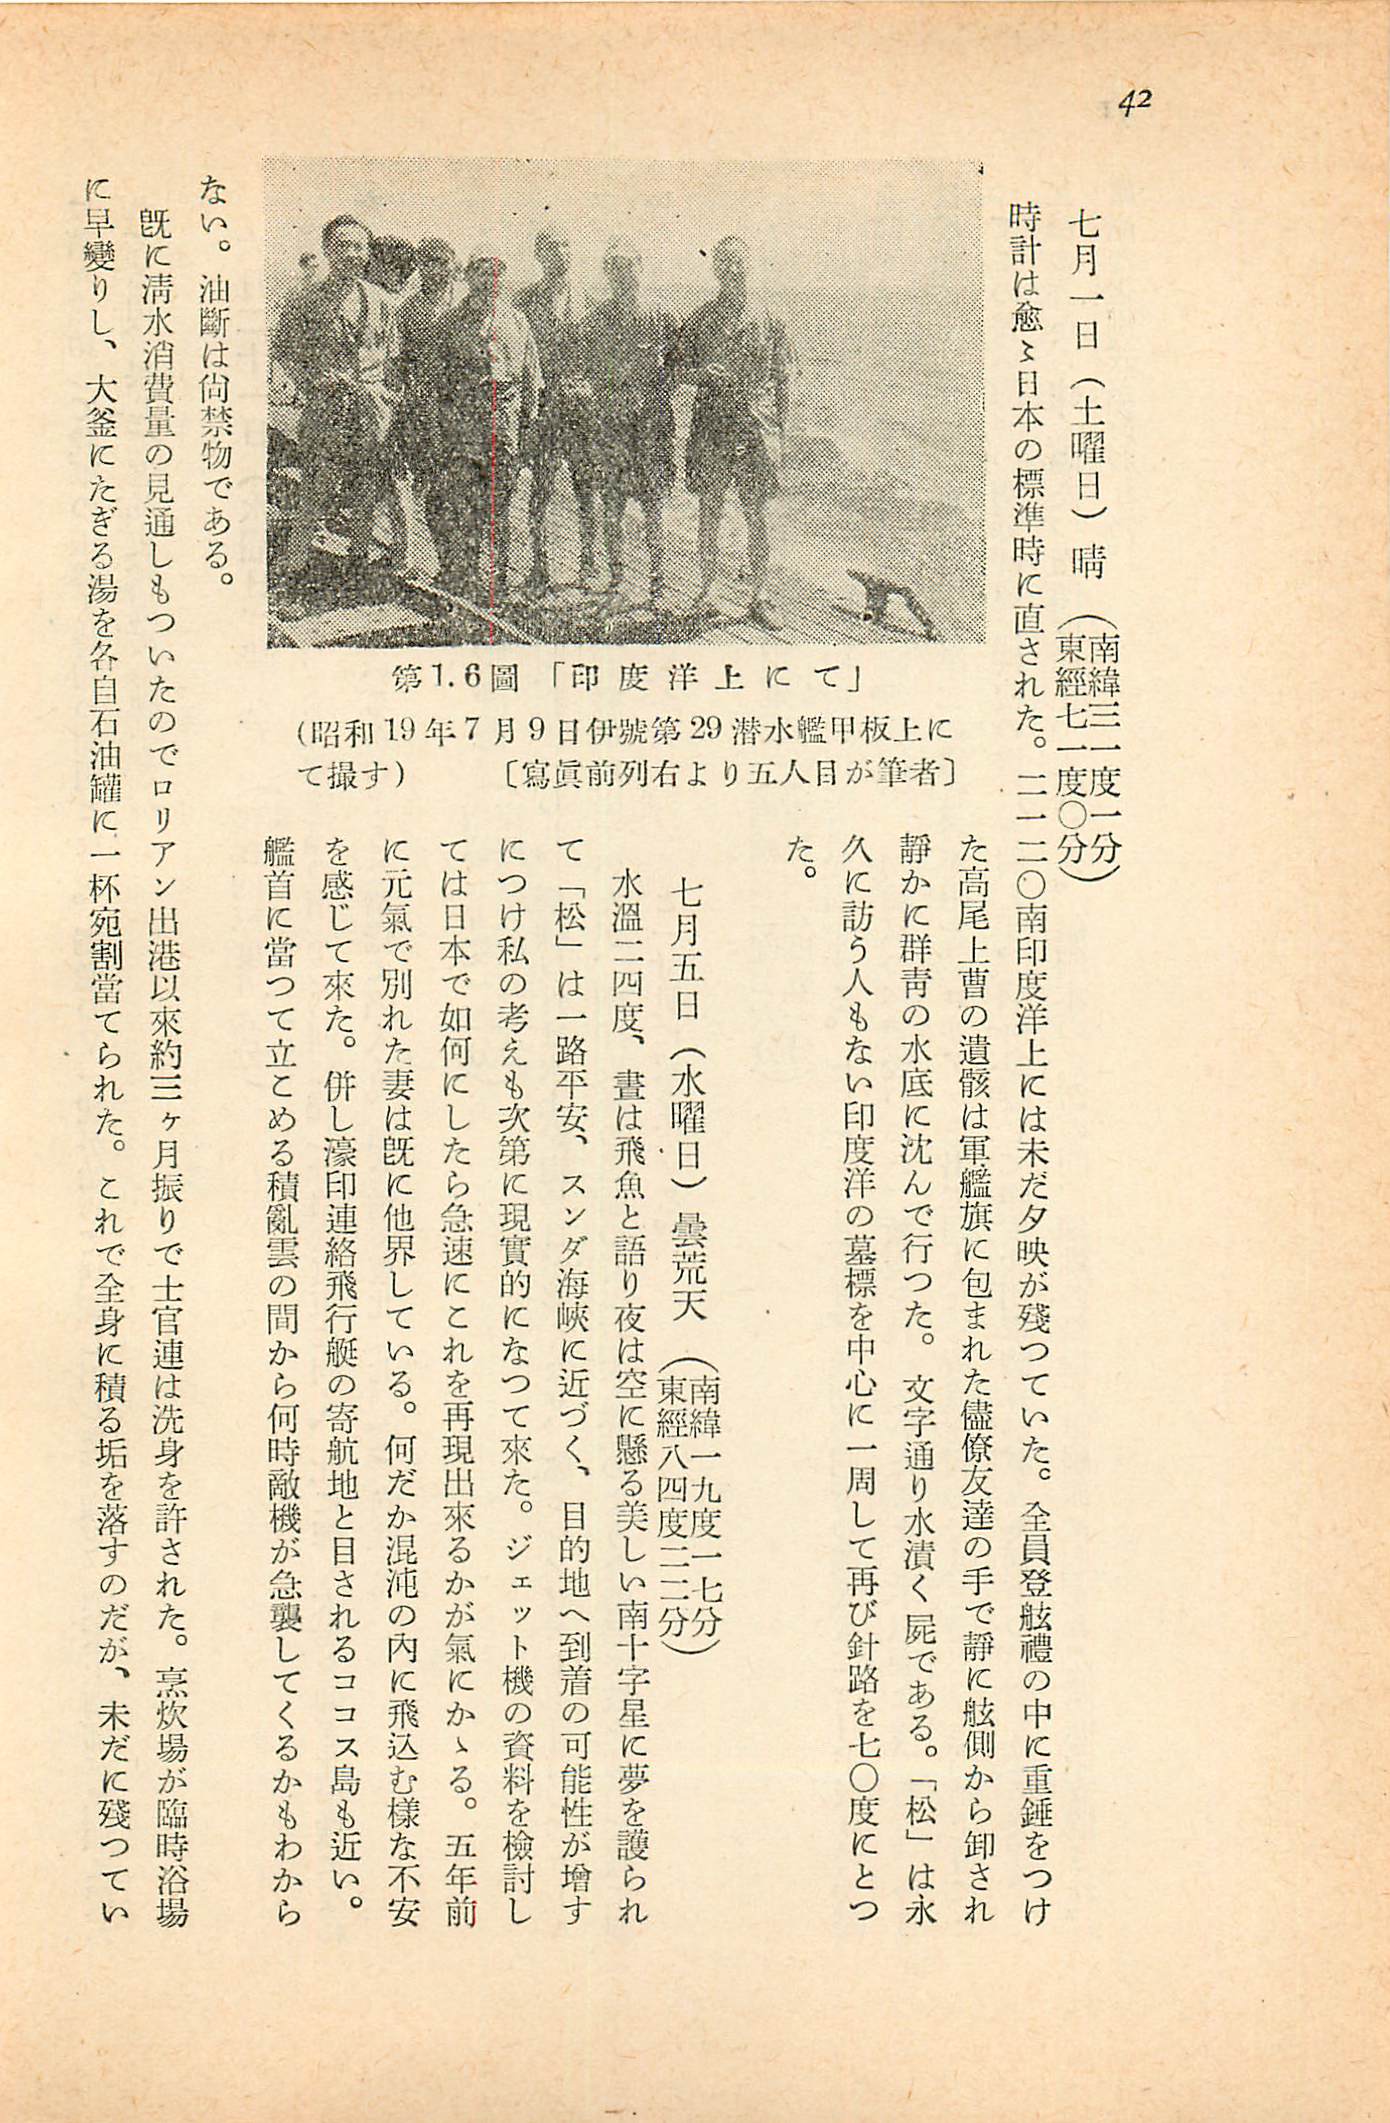 42
七月一日（土曜日）晴（南緯三一度一分 東經七一度〇分）
時計は愈〻日本の標準時に直された。二一二〇南印度洋上には未だ夕映が殘つていた。全員登舷禮の中に重錘をつけ
た高尾上曹の遺骸は軍艦旗に包まれた儘僚友達の手で靜に舷側から卸され
靜かに群靑の水底に沈んで行つた。文字通り水漬く屍である。「松」は永
久に訪う人もない印度洋の墓標を中心に一周して再び針路を七〇度にとつ
た。
第1.6圖「印度洋上にて」
(昭和19年7月9日伊號第29潜水艦甲板上に
て撮す)　〔寫眞前列右より五人目が筆者〕
七月五日（水曜日）曇荒天（南緯一九度一七分 東經八四度二二分）
水溫二四度、晝は飛魚と語り夜は空に懸る美しい南十字星に夢を護られ
て「松」は一路平安、スンダ海峽に近づく、目的地へ到着の可能性が增す
につけ私の考えも次第に現實的になつて來た。ジェット機の資料を檢討し
ては日本で如何にしたら急速にこれを再現出來るかが氣にかゝる。五年前
に元氣で別れた妻は旣に他界している。何だか混沌の內に飛込む樣な不安
を感じて來た。併し濠印連絡飛行艇の寄航地と目されるココス島も近い。
艦首に當つて立こめる積亂雲の間から何時敵機が急襲してくるかもわから
ない。油斷は尙禁物である。
旣に淸水消費量の見通しもついたのでロリアン出港以來約三ヶ月振りで士官連は洗身を許された。烹炊場が臨時浴場
に早變りし、大釜にたぎる湯を各自石油罐に一杯宛割當てられた。これで全身に積る垢を落すのだが、未だに殘つてい